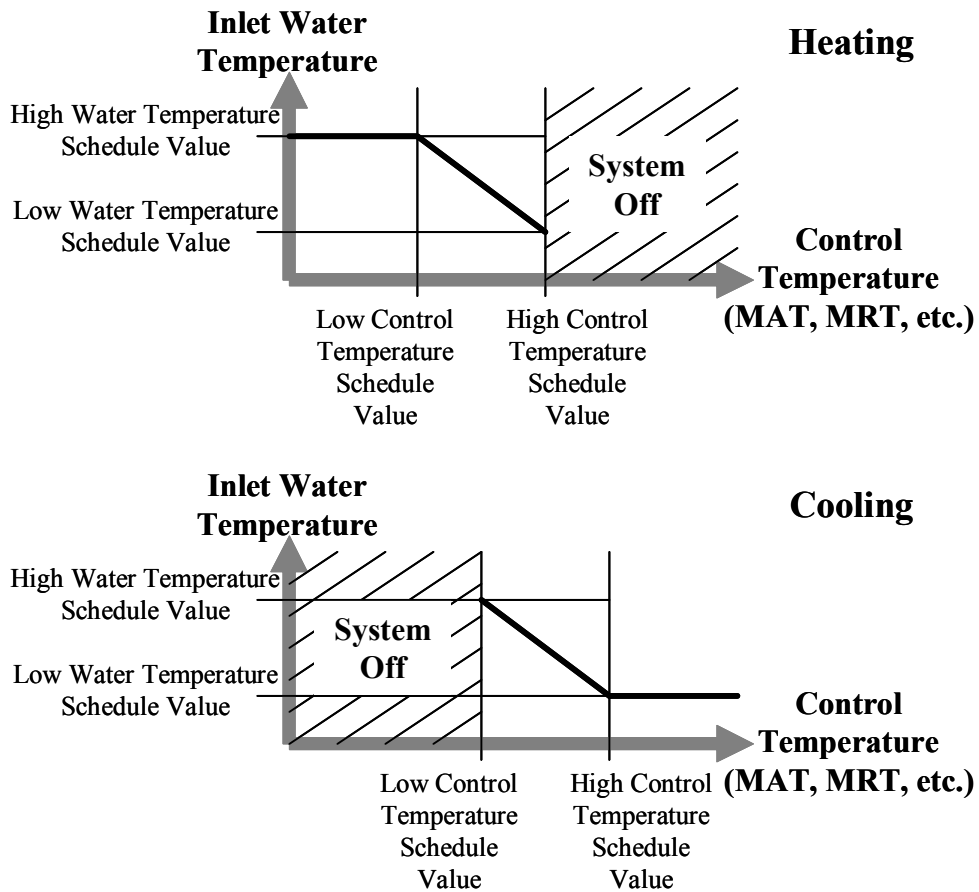 Inlet Water
Temperature
Heating
High Water Temperature
Schedule Value
System
Off
Low Water Temperature
Schedule Value
Control
Temperature
(MAT, MRT, etc.)
Low Control
Temperature
Schedule
Value
High Control
Temperature
Schedule
Value
Inlet Water
Temperature
Cooling
High Water Temperature
Schedule Value
System
Off
Low Water Temperature
Schedule Value
Control
Temperature
(MAT, MRT, etc.)
Low Control
Temperature
Schedule
Value
High Control
Temperature
Schedule
Value